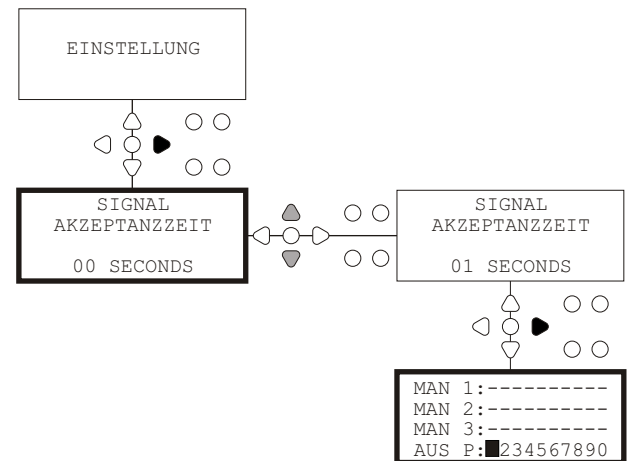 EINSTELLUNG
SIGNAL
AKZEPTANZZEIT
00 SECONDS
SIGNAL
AKZEPTANZZEIT
01 SECONDS
MAN 1:----------
MAN 2:----------
MAN 3:----------
AUS P:█234567890